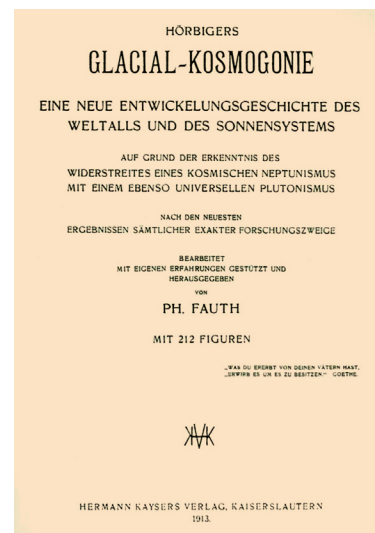 HÖRBIGERS
GLACIAL-KOSMOGONIE
EINE NEUE ENTWICKELUNGSGESCHICHTE DES
WELTALLS UND DES SONNENSYSTEMS
AUF GRUND DER ERKENNTNIS DES
WIDERSTREITES EINES KOSMISCHEN NEPTUNISMUS
MIT EINEM EBENSO UNIVERSELLEN PLUTONISMUS
NACH DEN NEUESTEN
ERGEBNISSEN SÄMTLICHER EXAKTER FORSCHUNGSZWEIGE
BEARBEITET
MIT EIGENEN ERFAHRUNGEN GESTÜTZT UND
HERAUSGEGEBEN
VON
PH. FAUTH
MIT 212 FIGUREN
„WAS DU ERERBT VON DEINEN VÄTERN HAST,
„ERWIRB ES UM ES ZU BESITZEN.“ GOETHE.
HVK
HERMANN KAYSERS VERLAG, KAISERSLAUTERN
1913.